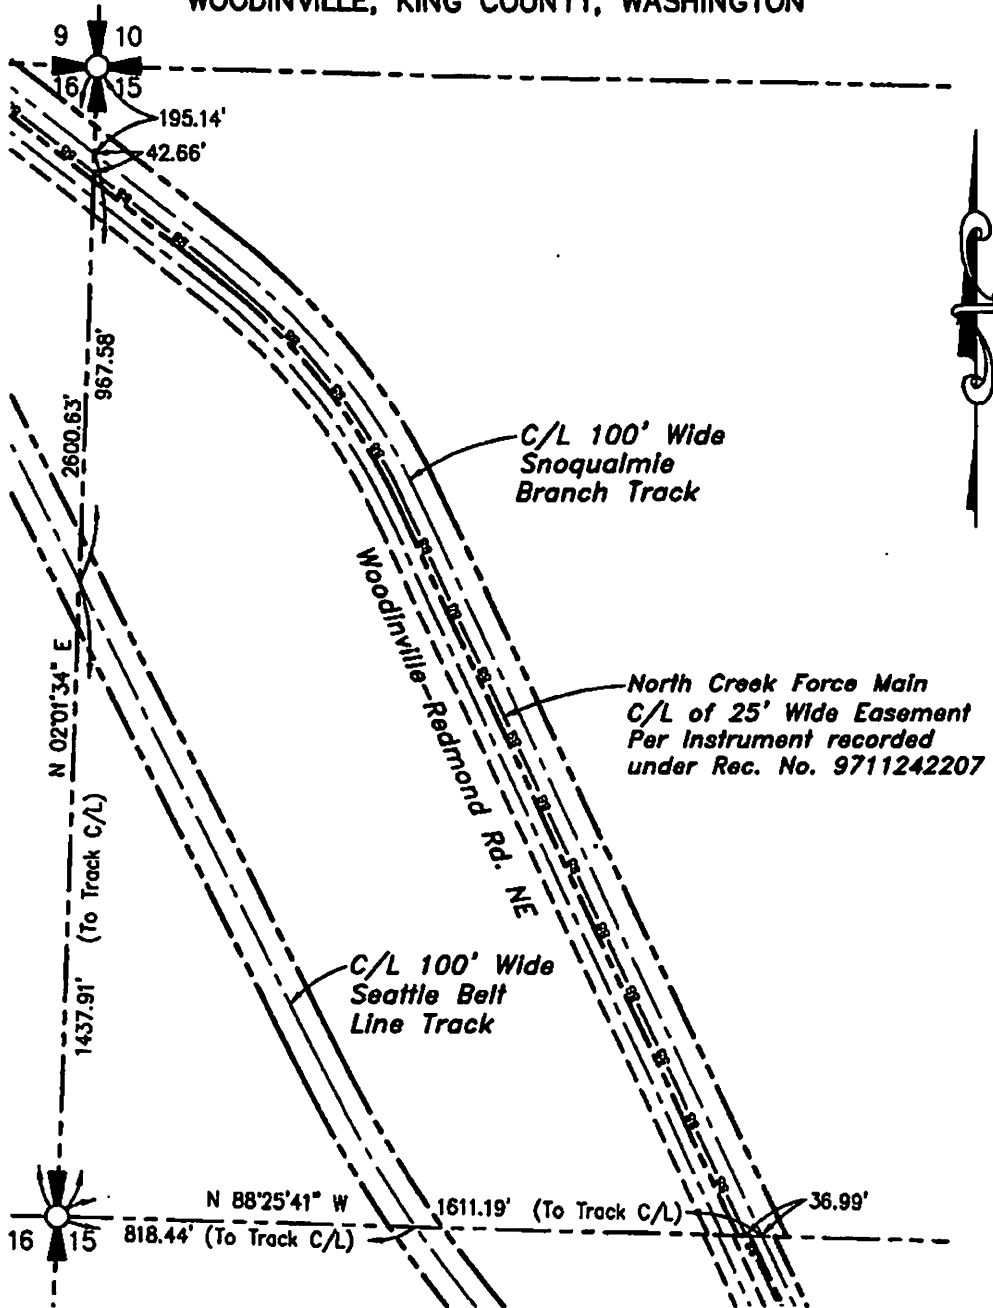 WOODINVILLE, KING COUNTY, WASHINGTON
9 10
16 15
195.14'
42.66'
967.58'
2600.63'
C/L 100' Wide
Snoqualmie
Branch Track
Woodinville-Redmond Rd. NE
North Creek Force Main
C/L of 25' Wide Easement
Per Instrument recorded
under Rec. No. 9711242207
N 02°01'34" E
(To Track C/L)
1437.91'
C/L 100' Wide
Seattle Belt
Line Track
N 88°25'41" W
1611.19' (To Track C/L)
36.99'
16 15
818.44' (To Track C/L)